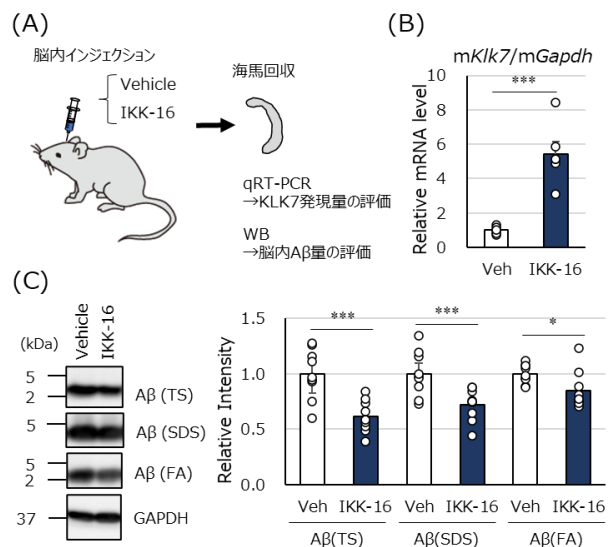 (A)
脳内インジェクション
Vehicle
IKK-16
海馬回収
qRT-PCR
→KLK7発現量の評価
WB
→脳内Aβ量の評価
(B)
mKlk7/mGapdh
***
Relative mRNA level
10
8
6
4
2
0
Veh IKK-16
(C)
Vehicle
IKK-16
(kDa)
5
2
Aβ (TS)
5
Aβ (SDS)
5
2
Aβ (FA)
37
GAPDH
Relative Intensity
1.5
1.0
0.5
0.0
*** *** *
Veh IKK-16 Veh IKK-16 Veh IKK-16
Aβ(TS) Aβ(SDS) Aβ(FA)